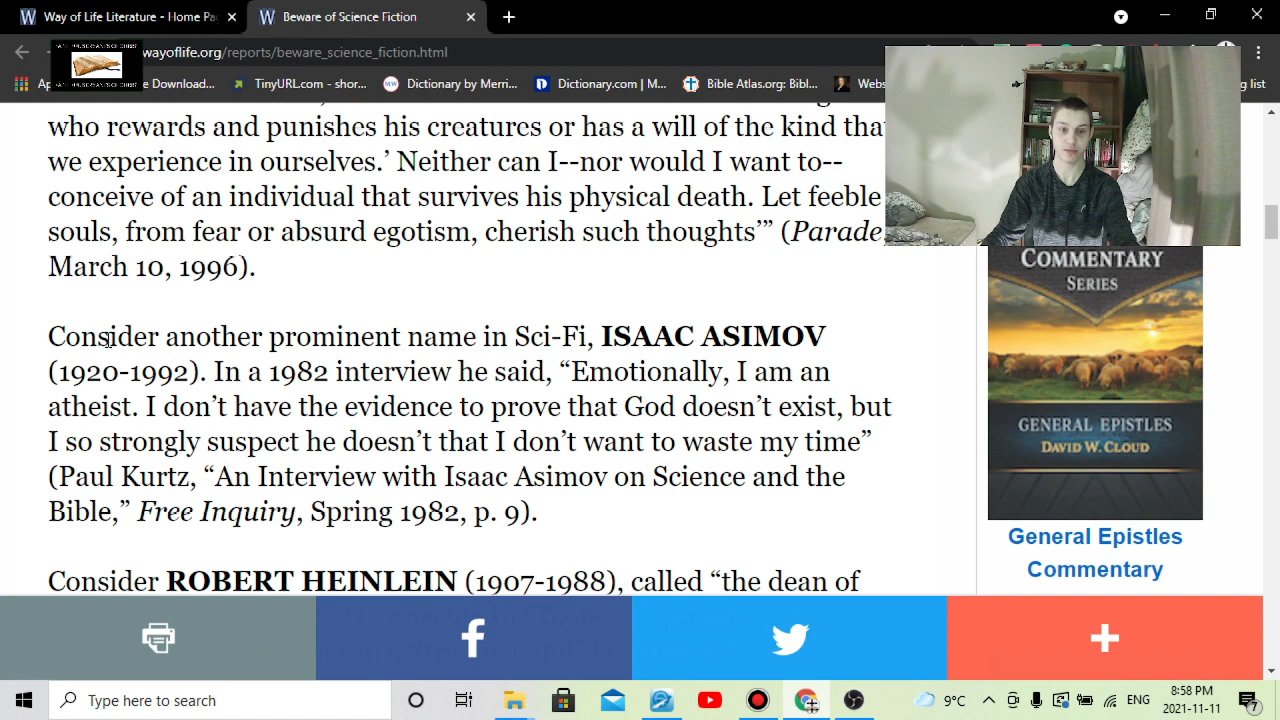 Way of Life Literature - Home Pa
Beware of Science Fiction
wayoflife.org/reports/beware_science_fiction.html
Download...
TinyURL.com - shor...
Dictionary by Merri...
Dictionary.com | M...
Bible Atlas.org: Bibl...
Webs
g list
who rewards and punishes his creatures or has a will of the kind that
we experience in ourselves.’ Neither can I--nor would I want to--
conceive of an individual that survives his physical death. Let feeble
souls, from fear or absurd egotism, cherish such thoughts’” (Parade,
March 10, 1996).
Consider another prominent name in Sci-Fi, ISAAC ASIMOV
(1920-1992). In a 1982 interview he said, “Emotionally, I am an
atheist. I don’t have the evidence to prove that God doesn’t exist, but
I so strongly suspect he doesn’t that I don’t want to waste my time”
(Paul Kurtz, “An Interview with Isaac Asimov on Science and the
Bible,” Free Inquiry, Spring 1982, p. 9).
Consider ROBERT HEINLEIN (1907-1988), called “the dean of
COMMENTARY
SERIES
GENERAL EPISTLES
DAVID W. CLOUD
General Epistles
Commentary
Type here to search
9°C
ENG
8:58 PM
2021-11-11
7